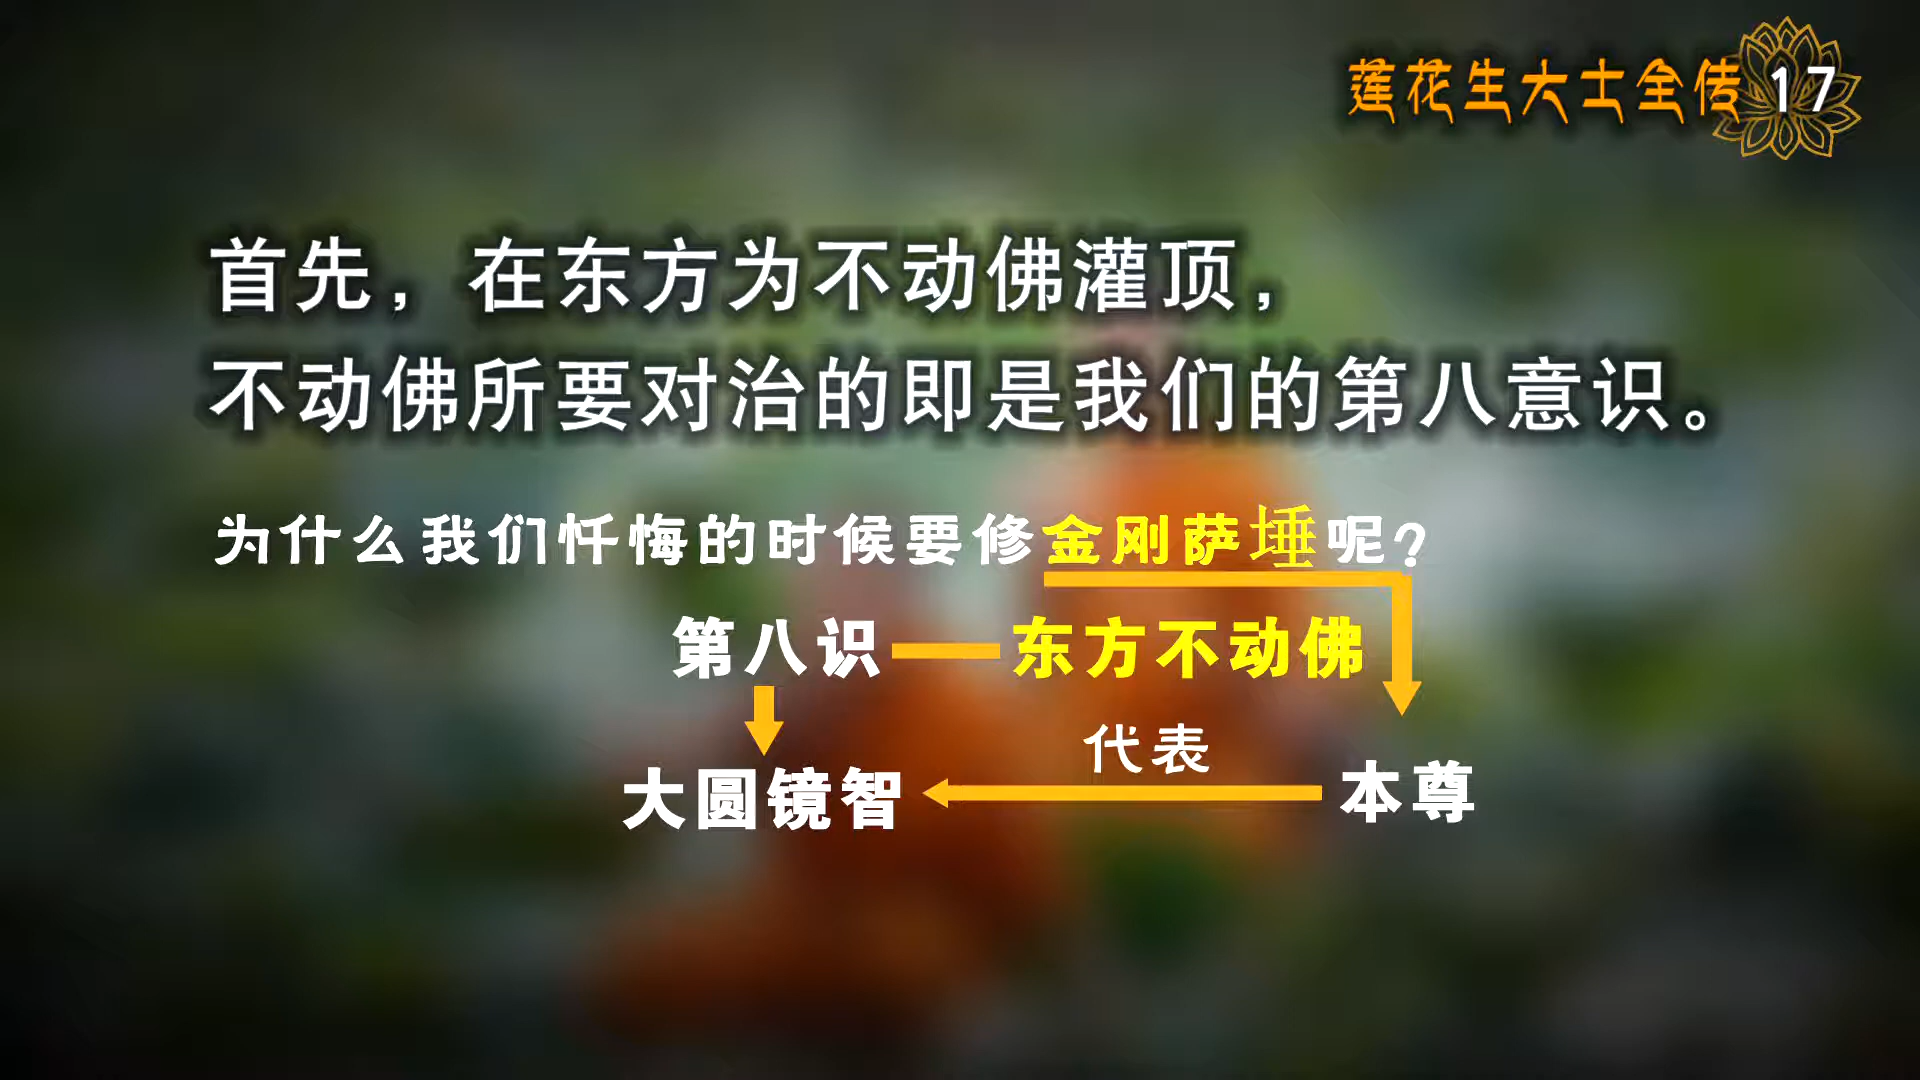 莲花生大士全传 17
首先，在东方为不动佛灌顶，
不动佛所要对治的即是我们的第八意识。
为什么我们忏悔的时候要修金刚萨埵呢？
第八识 东方不动佛
代表
大圆镜智 本尊